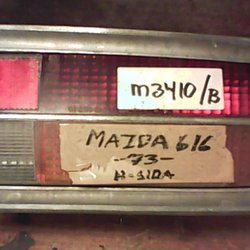 m3410/B
MAZDA 616
-73-
H-SIDA